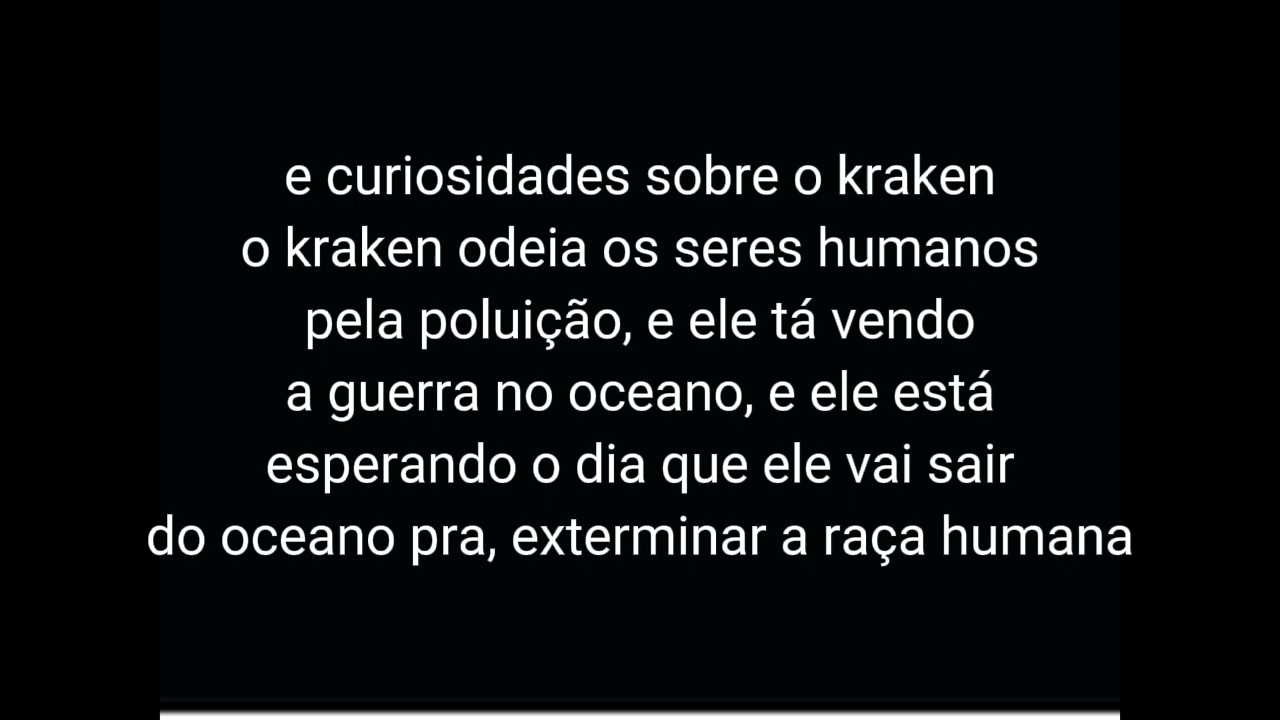 e curiosidades sobre o kraken
o kraken odeia os seres humanos
pela poluição, e ele tá vendo
a guerra no oceano, e ele está
esperando o dia que ele vai sair
do oceano pra, exterminar a raça humana